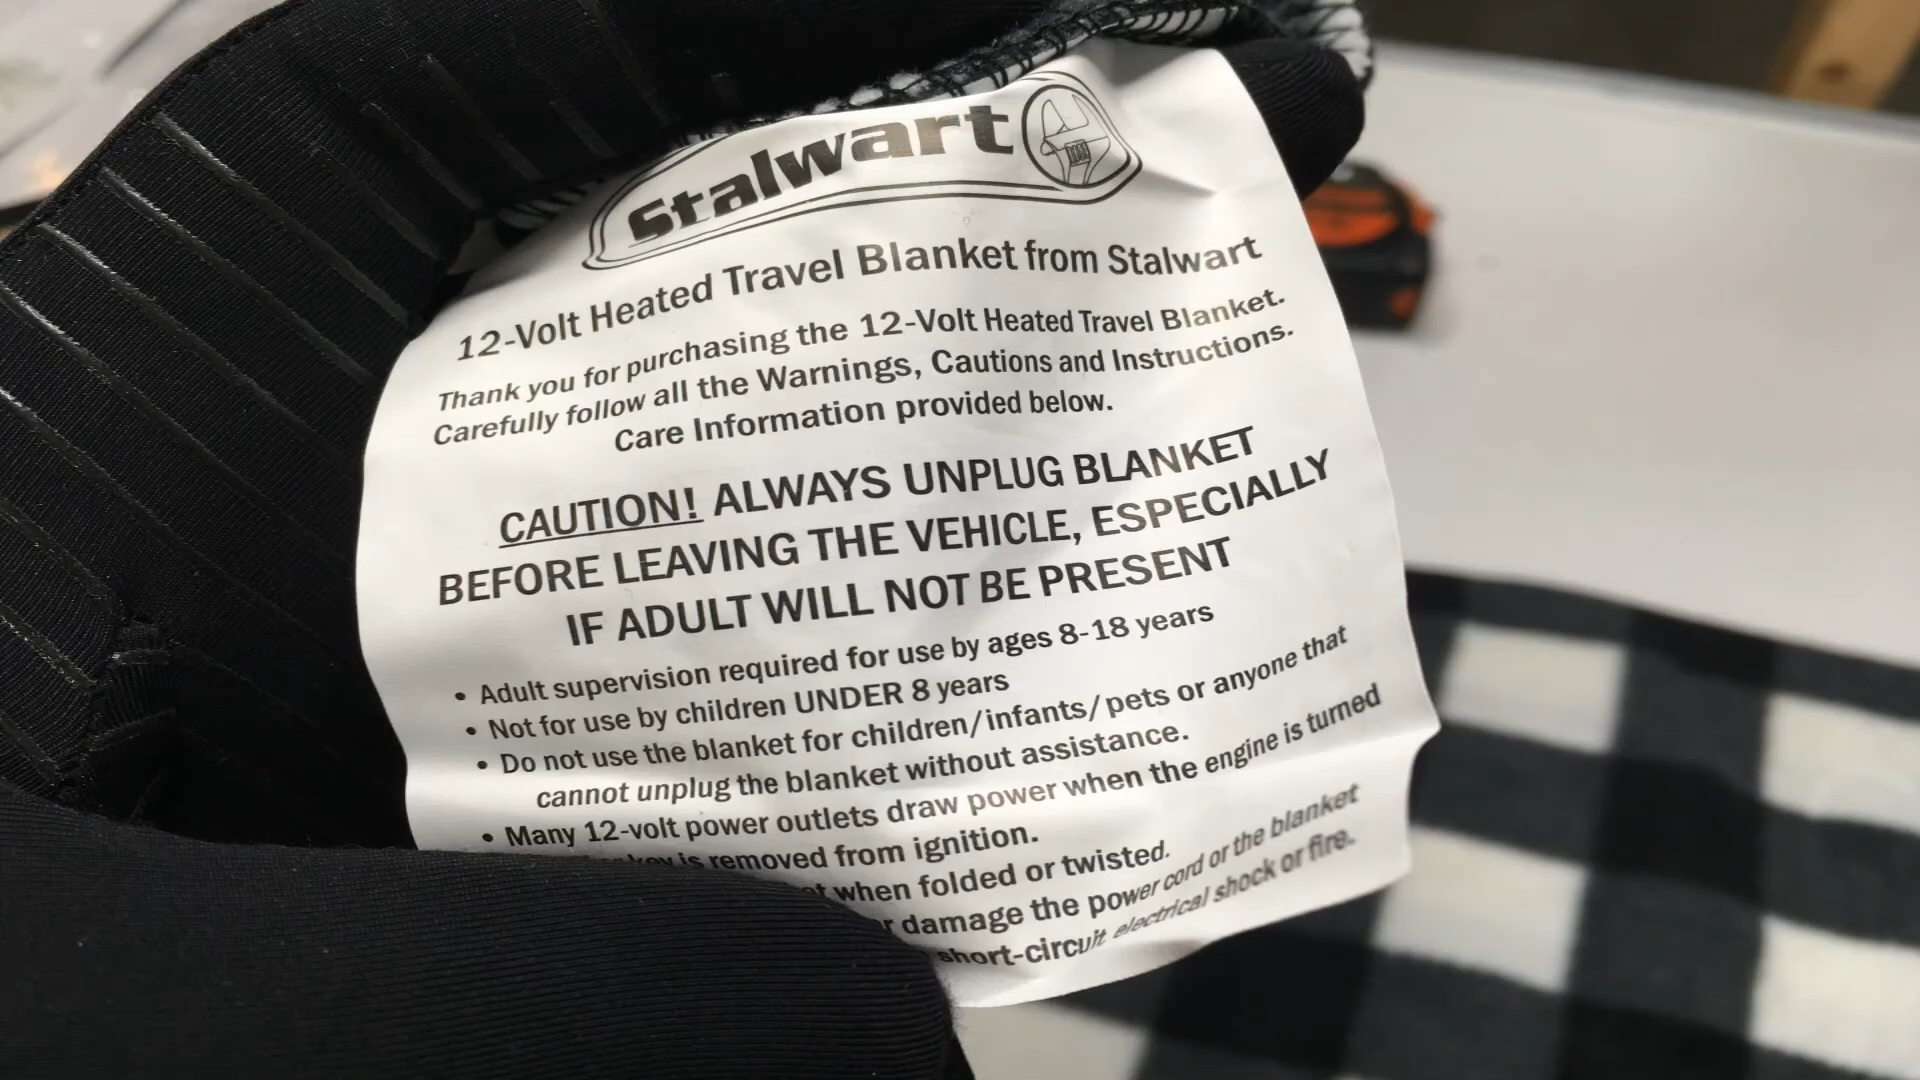 Stalwart
12-Volt Heated Travel Blanket from Stalwart
Thank you for purchasing the 12-Volt Heated Travel Blanket.
Carefully follow all the Warnings, Cautions and Instructions.
Care Information provided below.
CAUTION! ALWAYS UNPLUG BLANKET
BEFORE LEAVING THE VEHICLE, ESPECIALLY
IF ADULT WILL NOT BE PRESENT
• Adult supervision required for use by ages 8-18 years
• Not for use by children UNDER 8 years
• Do not use the blanket for children/infants/pets or anyone that
cannot unplug the blanket without assistance.
• Many 12-volt power outlets draw power when the engine is turned
key is removed from ignition.
when folded or twisted.
damage the power cord or the blanket
short-circuit electrical shock or fire.